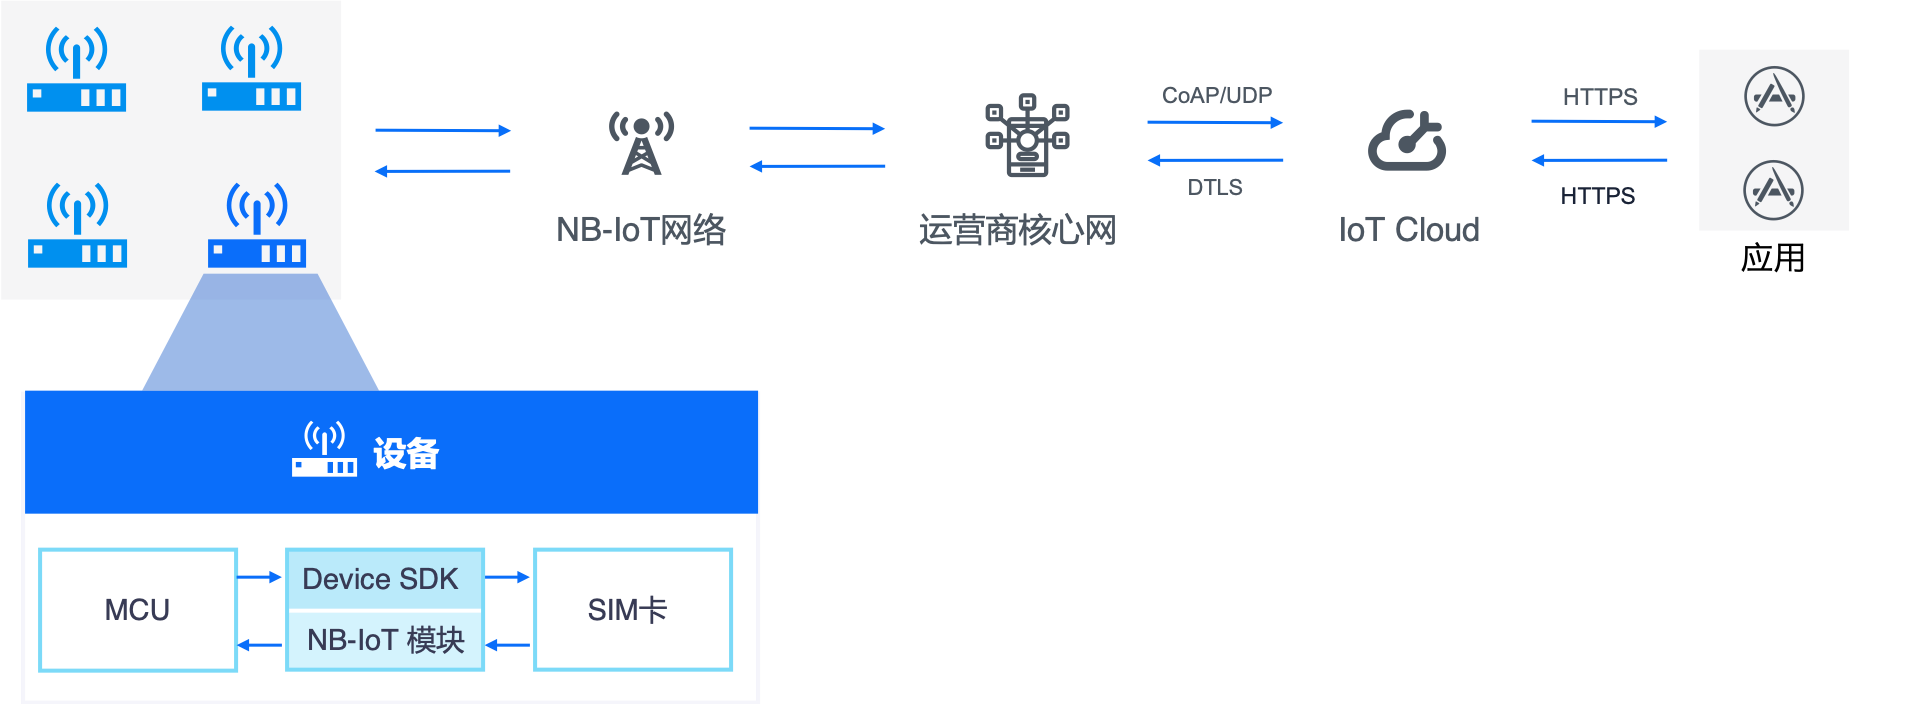 CoAP/UDP
HTTPS
DTLS
HTTPS
NB-IoT网络
运营商核心网
IoT Cloud
应用
设备
MCU
Device SDK
NB-IoT 模块
SIM卡